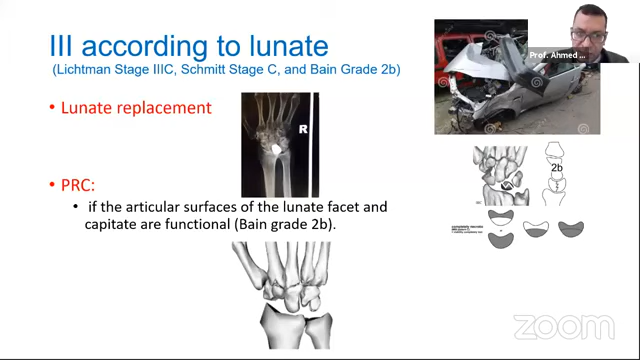 III according to lunate
(Lichtman Stage IIIC, Schmitt Stage C, and Bain Grade 2b)
• Lunate replacement
R
• PRC:
• if the articular surfaces of the lunate facet and
capitate are functional (Bain grade 2b).
Prof. Ahmed ...
dreamstime
2b
zoom